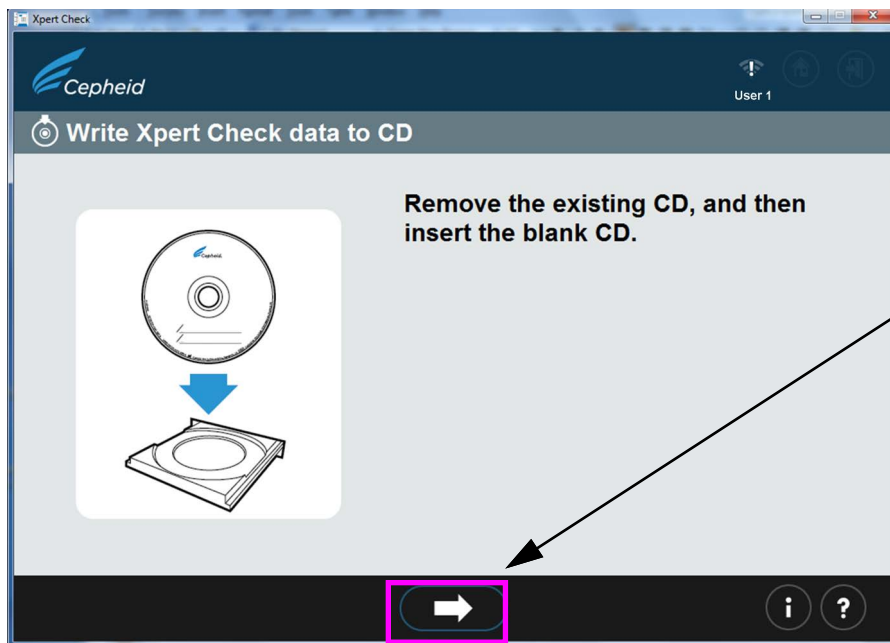 Xpert Check
Cepheid
User 1
Write Xpert Check data to CD
Remove the existing CD, and then
insert the blank CD.
Cepheid
i ?